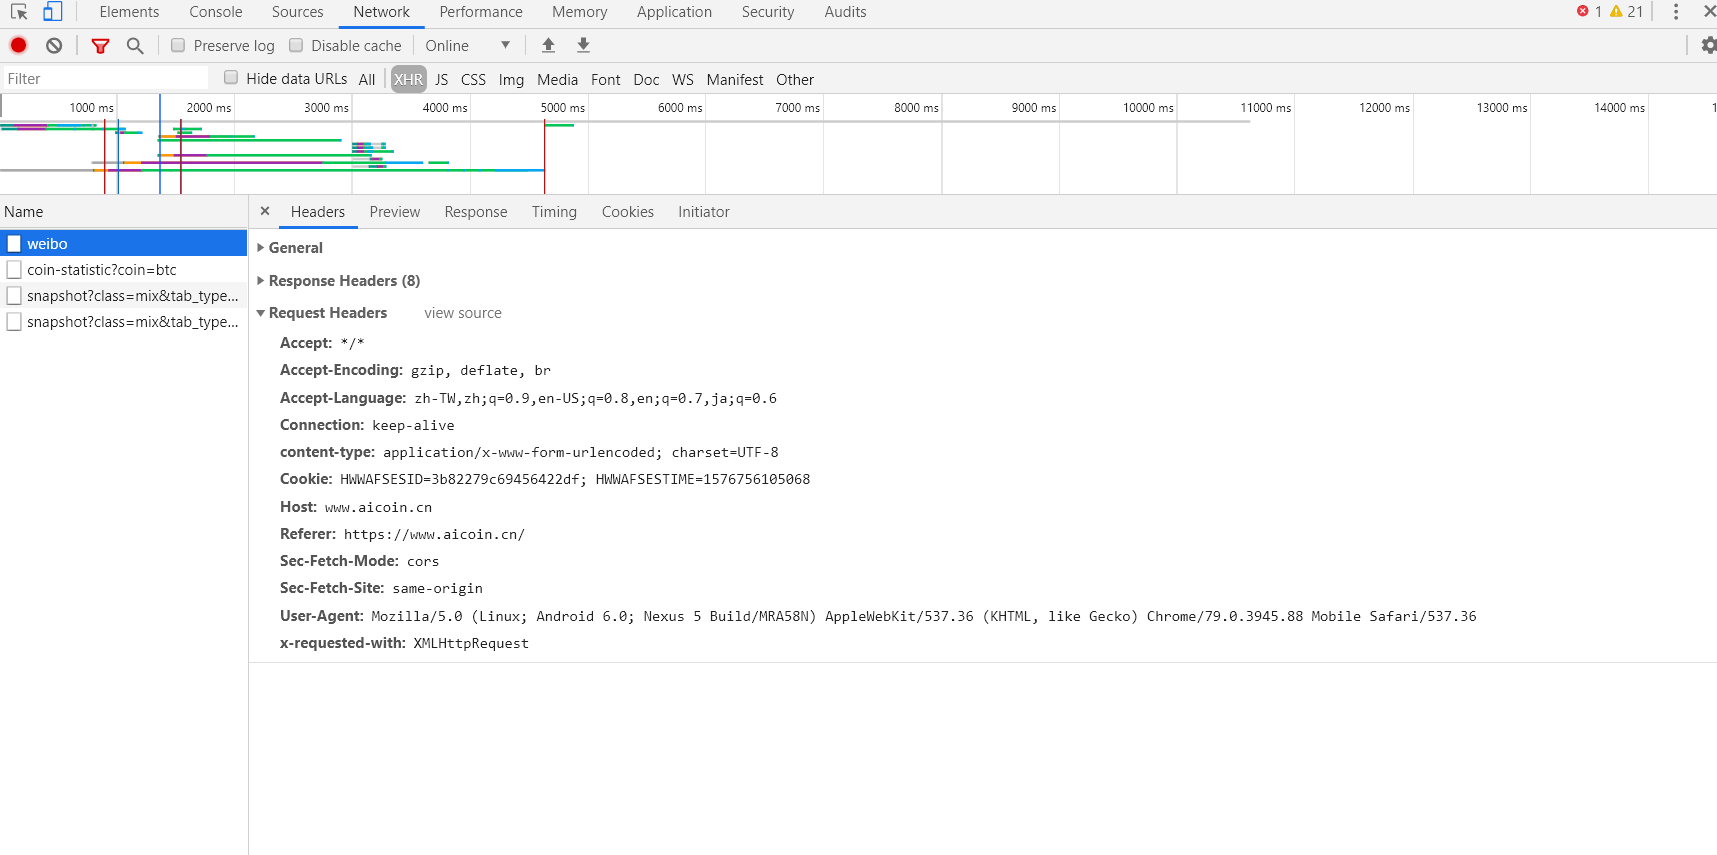 Elements Console Sources Network Performance Memory Application Security Audits 1 21
Preserve log Disable cache Online
Filter Hide data URLs All XHR JS CSS Img Media Font Doc WS Manifest Other
1000 ms 2000 ms 3000 ms 4000 ms 5000 ms 6000 ms 7000 ms 8000 ms 9000 ms 10000 ms 11000 ms 12000 ms 13000 ms 14000 ms 1
Name
weibo
coin-statistic?coin=btc
snapshot?class=mix&tab_type...
snapshot?class=mix&tab_type...
Headers Preview Response Timing Cookies Initiator
General
Response Headers (8)
Request Headers view source
Accept: */*
Accept-Encoding: gzip, deflate, br
Accept-Language: zh-TW,zh;q=0.9,en-US;q=0.8,en;q=0.7,ja;q=0.6
Connection: keep-alive
content-type: application/x-www-form-urlencoded; charset=UTF-8
Cookie: HWWAFSESID=3b82279c69456422df; HWWAFSESTIME=1576756105068
Host: www.aicoin.cn
Referer: https://www.aicoin.cn/
Sec-Fetch-Mode: cors
Sec-Fetch-Site: same-origin
User-Agent: Mozilla/5.0 (Linux; Android 6.0; Nexus 5 Build/MRA58N) AppleWebKit/537.36 (KHTML, like Gecko) Chrome/79.0.3945.88 Mobile Safari/537.36
x-requested-with: XMLHttpRequest